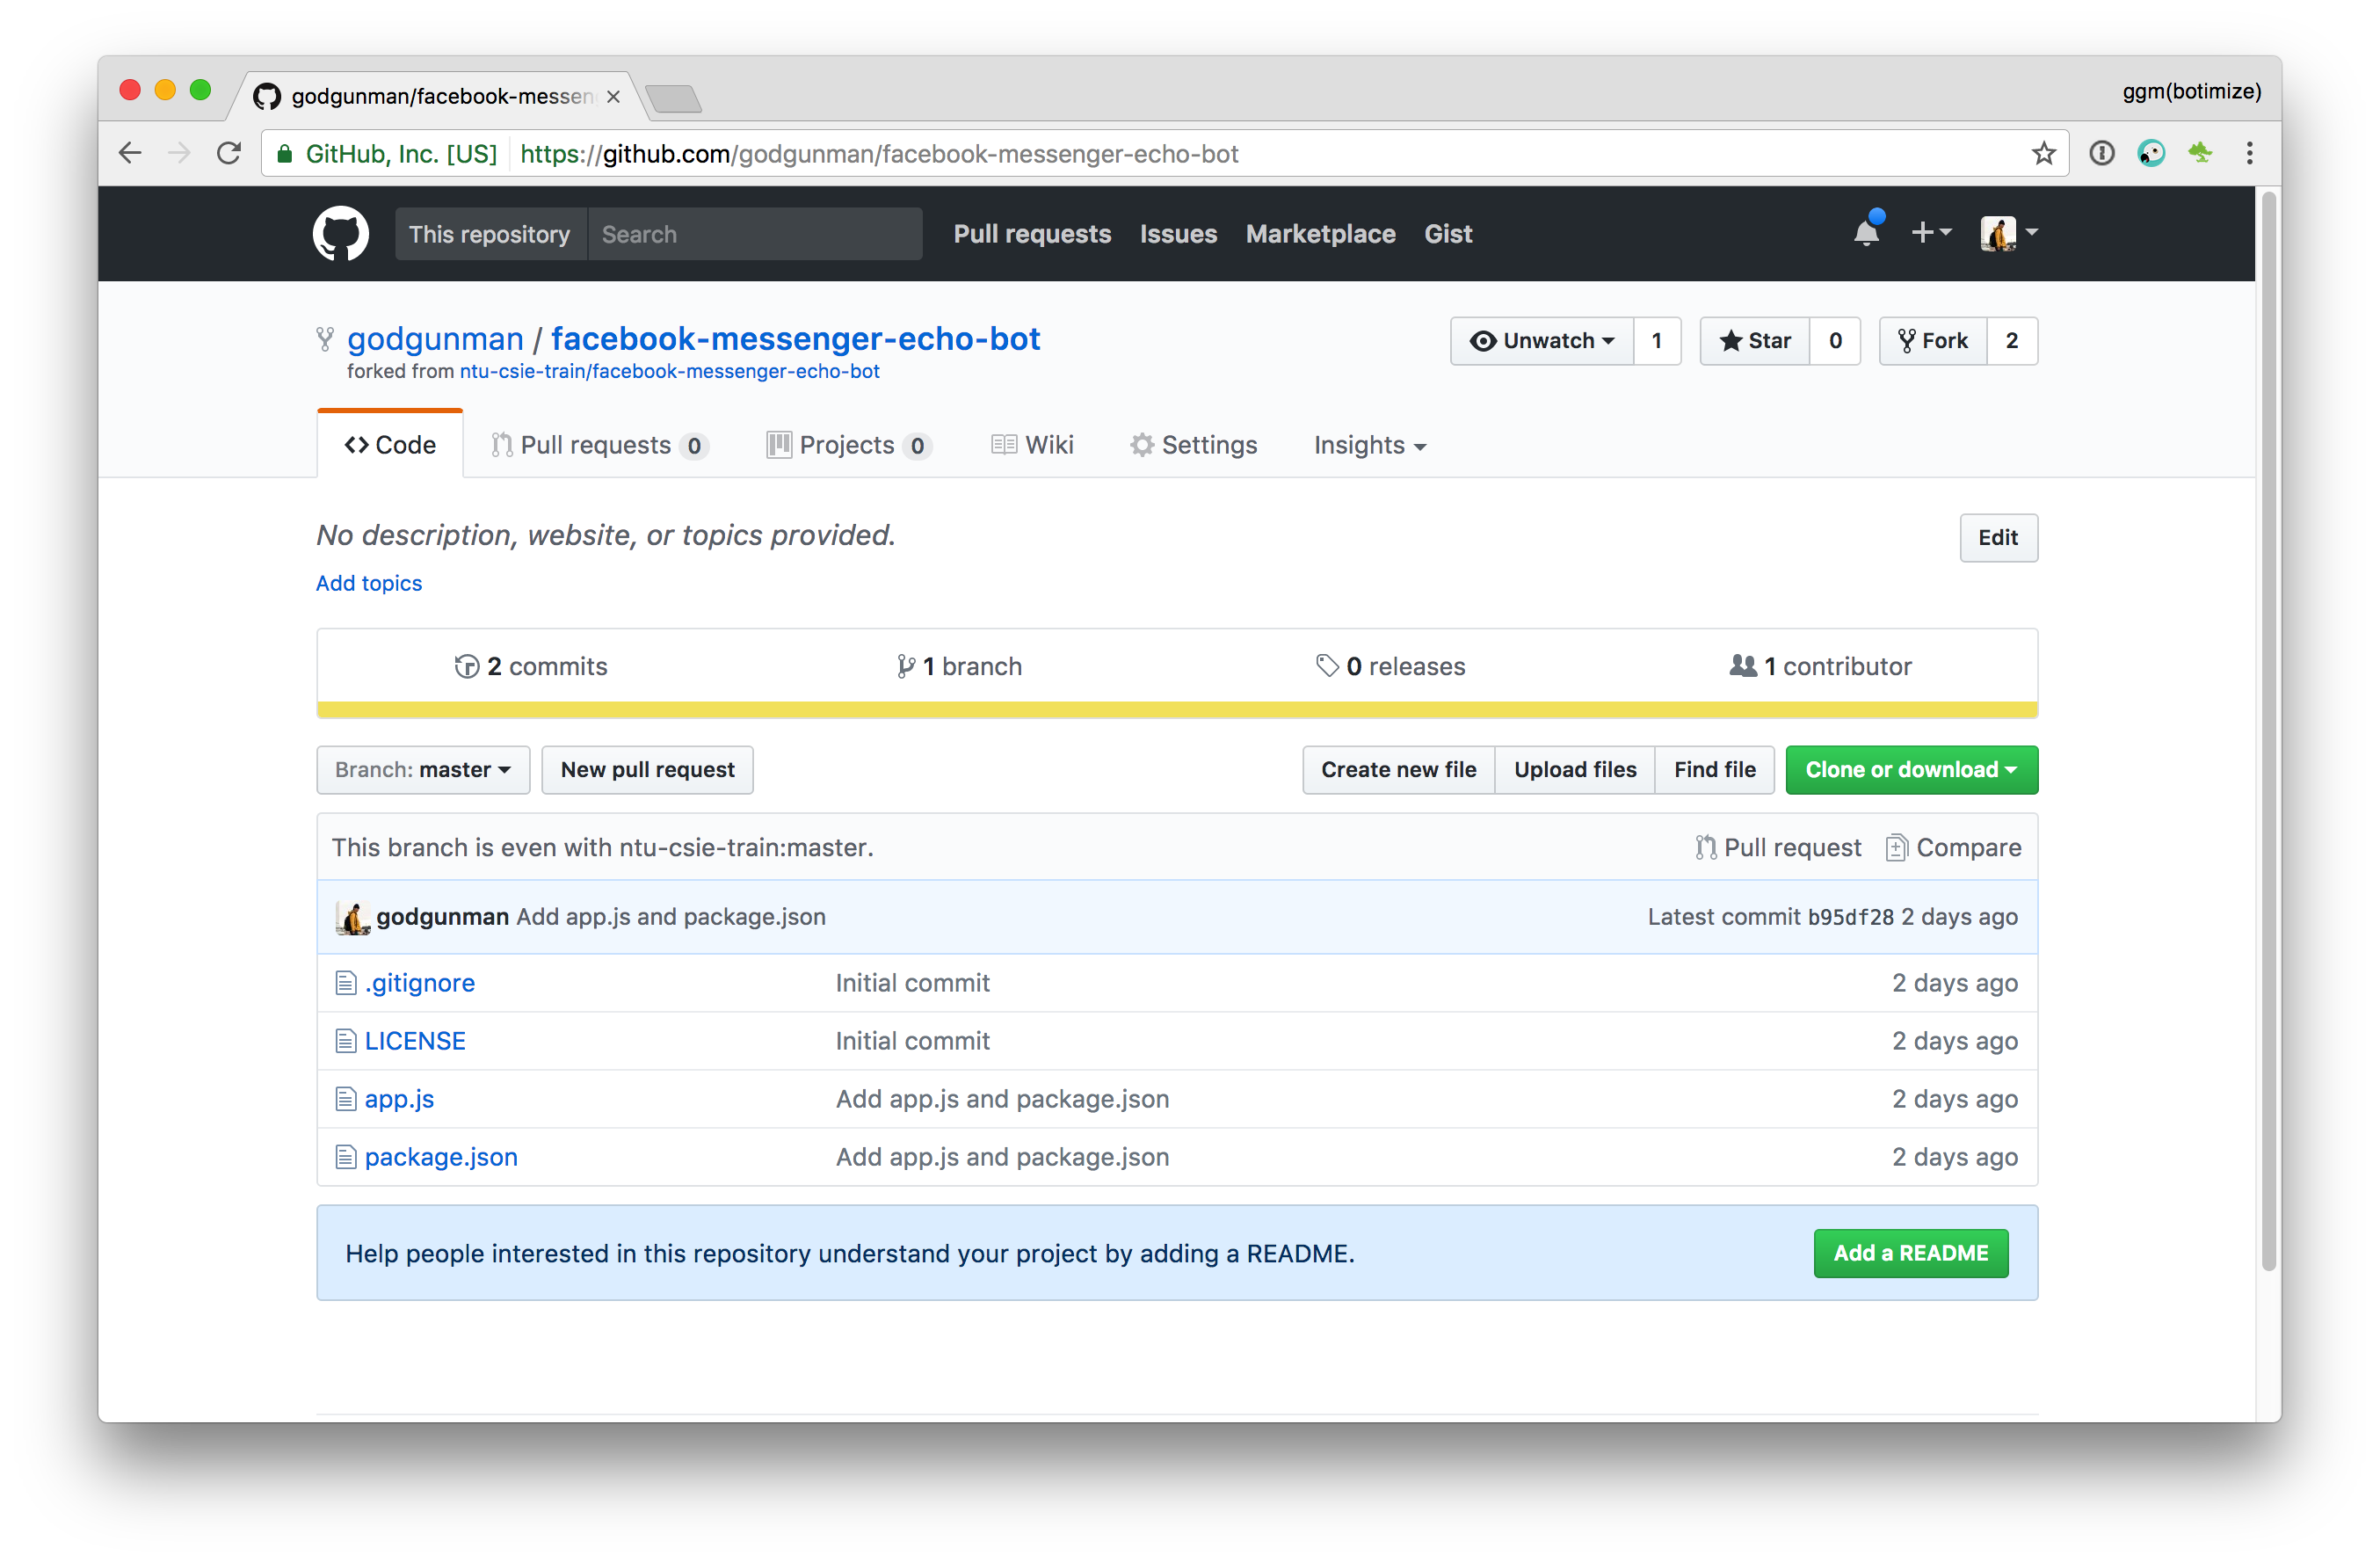 godgunman/facebook-messen
ggm(botimize)
GitHub, Inc. [US] https://github.com/godgunman/facebook-messenger-echo-bot
This repository Search Pull requests Issues Marketplace Gist
godgunman / facebook-messenger-echo-bot
Unwatch 1 Star 0 Fork 2
forked from ntu-csie-train/facebook-messenger-echo-bot
Code Pull requests 0 Projects 0 Wiki Settings Insights
No description, website, or topics provided.
Edit
Add topics
2 commits 1 branch 0 releases 1 contributor
Branch: master New pull request Create new file Upload files Find file Clone or download
This branch is even with ntu-csie-train:master. Pull request Compare
godgunman Add app.js and package.json Latest commit b95df28 2 days ago
.gitignore Initial commit 2 days ago
LICENSE Initial commit 2 days ago
app.js Add app.js and package.json 2 days ago
package.json Add app.js and package.json 2 days ago
Help people interested in this repository understand your project by adding a README. Add a README